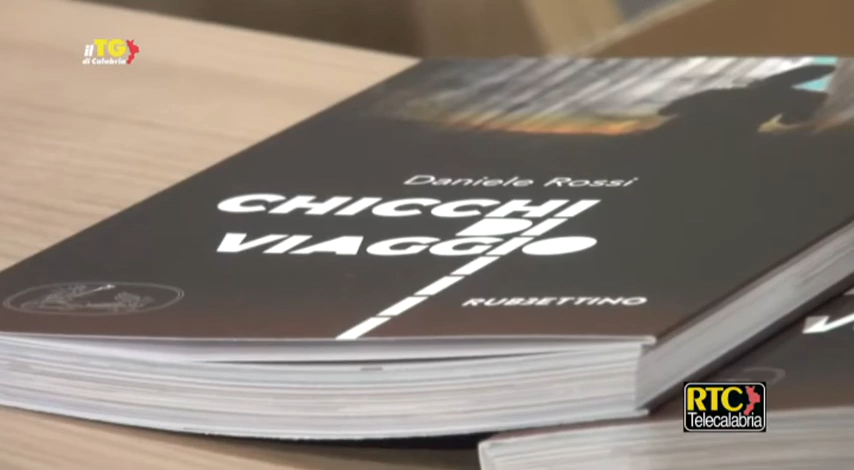 il TG
di Calabria
Daniele Rossi
CHICCHI
DI
VIAGGIO
RUBBETTINO
RTC
Telecalabria